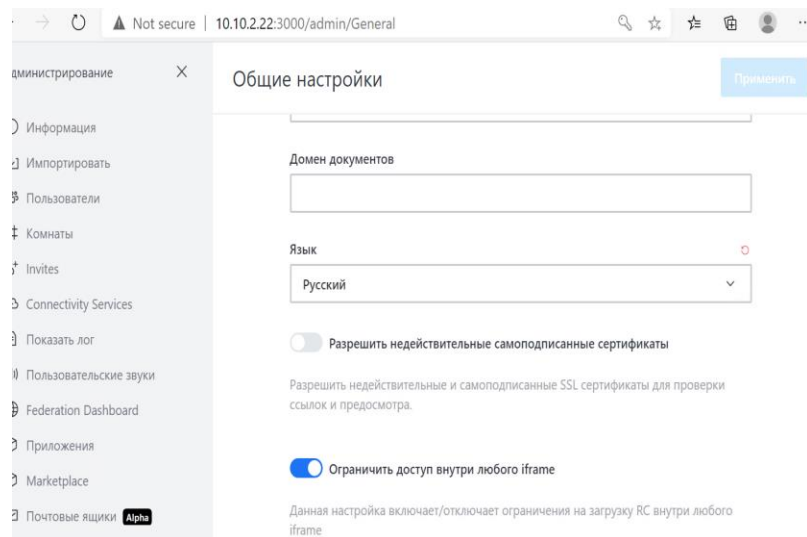 Not secure | 10.10.2.22:3000/admin/General
дминистрирование
Общие настройки
Применить
Информация
Импортировать
Пользователи
Комнаты
Invites
Connectivity Services
Показать лог
Пользовательские звуки
Federation Dashboard
Приложения
Marketplace
Почтовые ящики Alpha
Домен документов
Язык
Русский
Разрешить недействительные самоподписанные сертификаты
Разрешить недействительные и самоподписанные SSL сертификаты для проверки
ссылок и предосмотра.
Ограничить доступ внутри любого iframe
Данная настройка включает/отключает ограничения на загрузку RC внутри любого
iframe